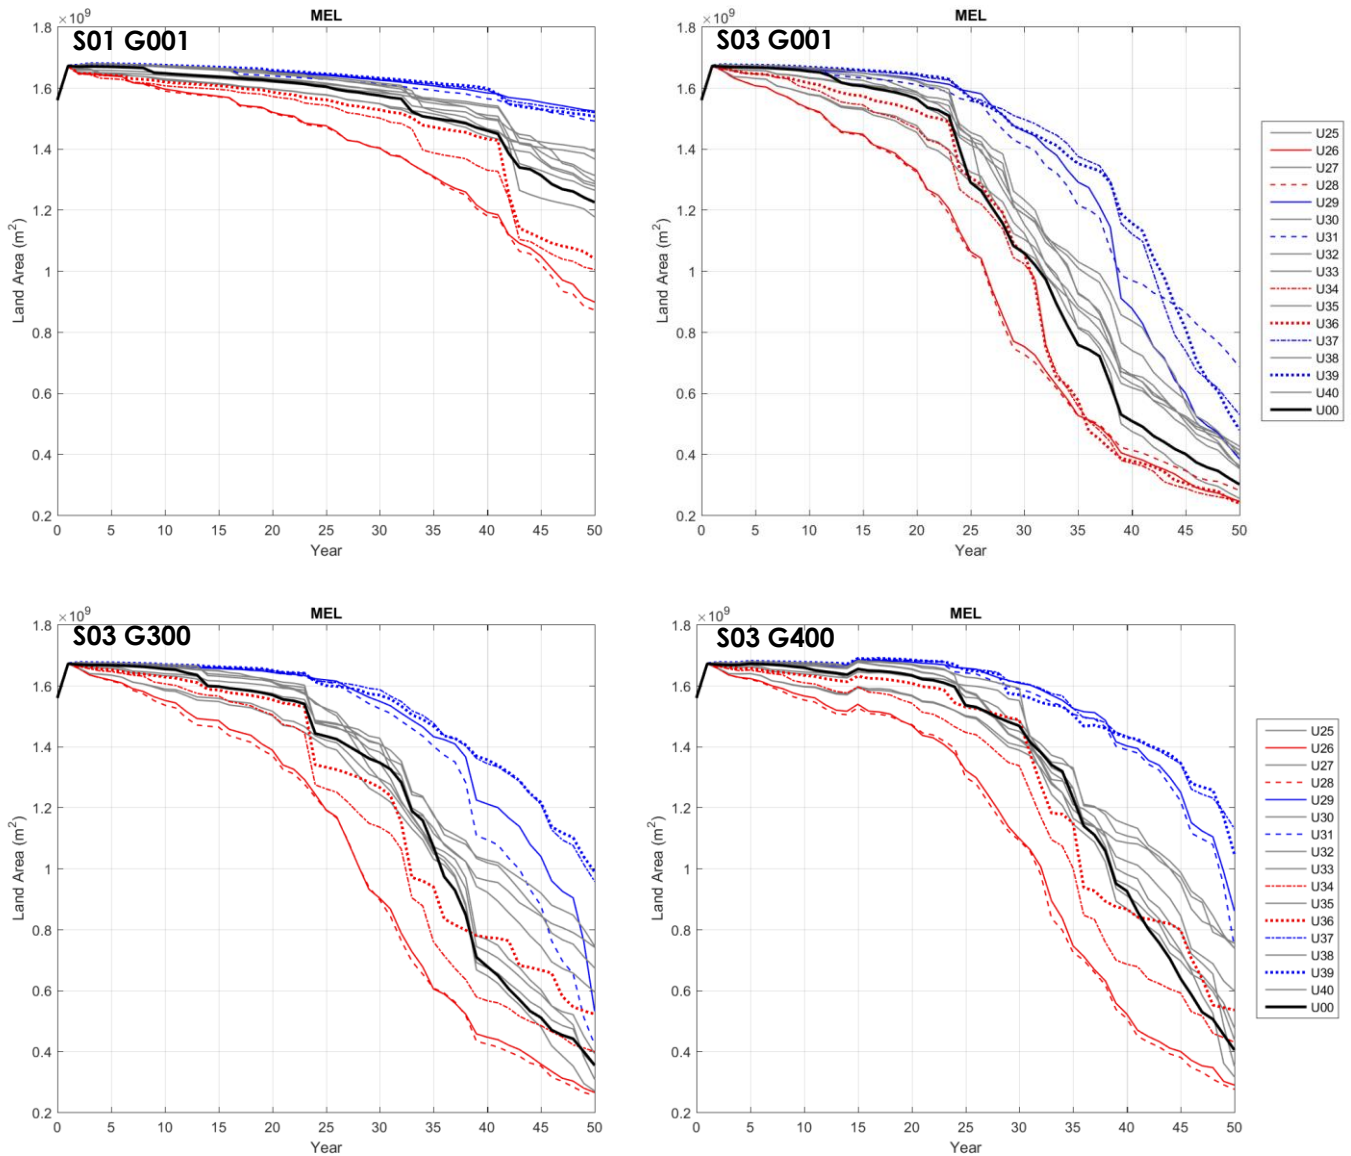 MEL
×10⁹
S01 G001
1.8
1.6
1.4
1.2
1
0.8
0.6
0.4
0.2
Land Area (m²)
0 5 10 15 20 25 30 35 40 45 50
Year
MEL
×10⁹
S03 G001
1.8
1.6
1.4
1.2
1
0.8
0.6
0.4
0.2
Land Area (m²)
0 5 10 15 20 25 30 35 40 45 50
Year
U25
U26
U27
U28
U29
U30
U31
U32
U33
U34
U35
U36
U37
U38
U39
U40
U00
MEL
×10⁹
S03 G300
1.8
1.6
1.4
1.2
1
0.8
0.6
0.4
0.2
Land Area (m²)
0 5 10 15 20 25 30 35 40 45 50
Year
MEL
×10⁹
S03 G400
1.8
1.6
1.4
1.2
1
0.8
0.6
0.4
0.2
Land Area (m²)
0 5 10 15 20 25 30 35 40 45 50
Year
U25
U26
U27
U28
U29
U30
U31
U32
U33
U34
U35
U36
U37
U38
U39
U40
U00